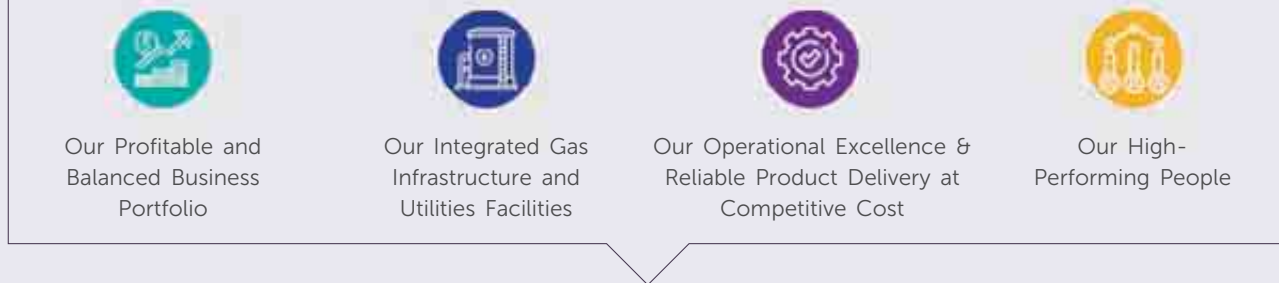 Our Profitable and
Balanced Business
Portfolio
Our Integrated Gas
Infrastructure and
Utilities Facilities
Our Operational Excellence &
Reliable Product Delivery at
Competitive Cost
Our High-
Performing People